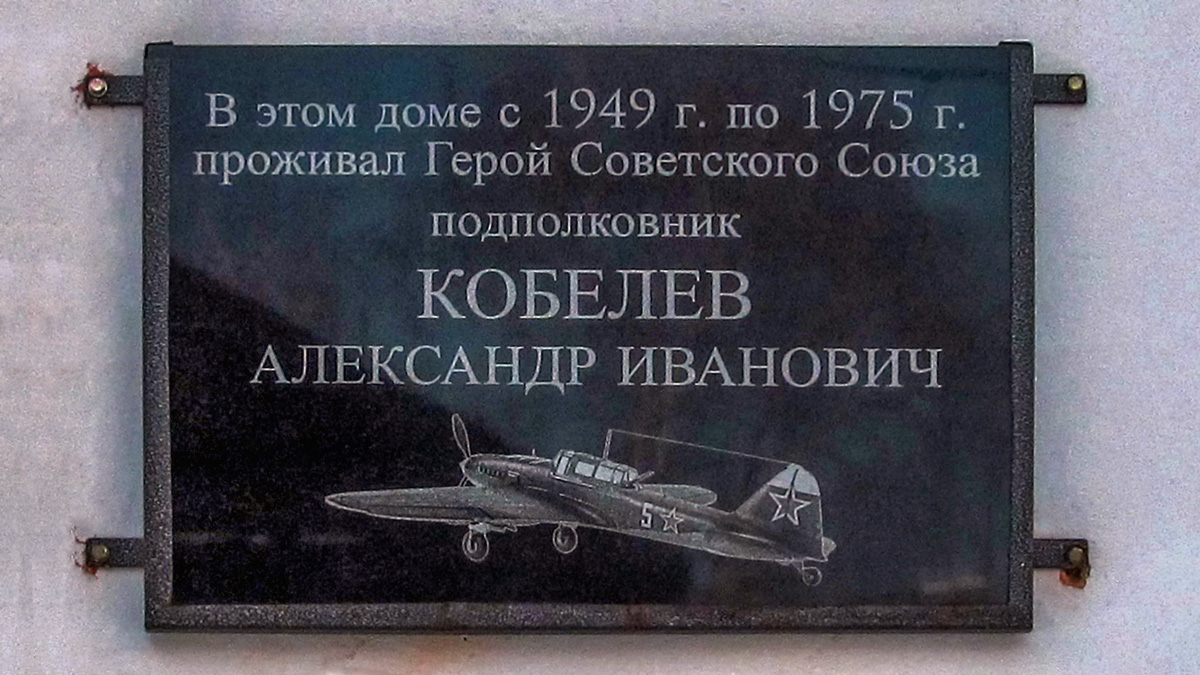 В этом доме с 1949 г. по 1975 г.
проживал Герой Советского Союза
подполковник
КОБЕЛЕВ
АЛЕКСАНДР ИВАНОВИЧ
5